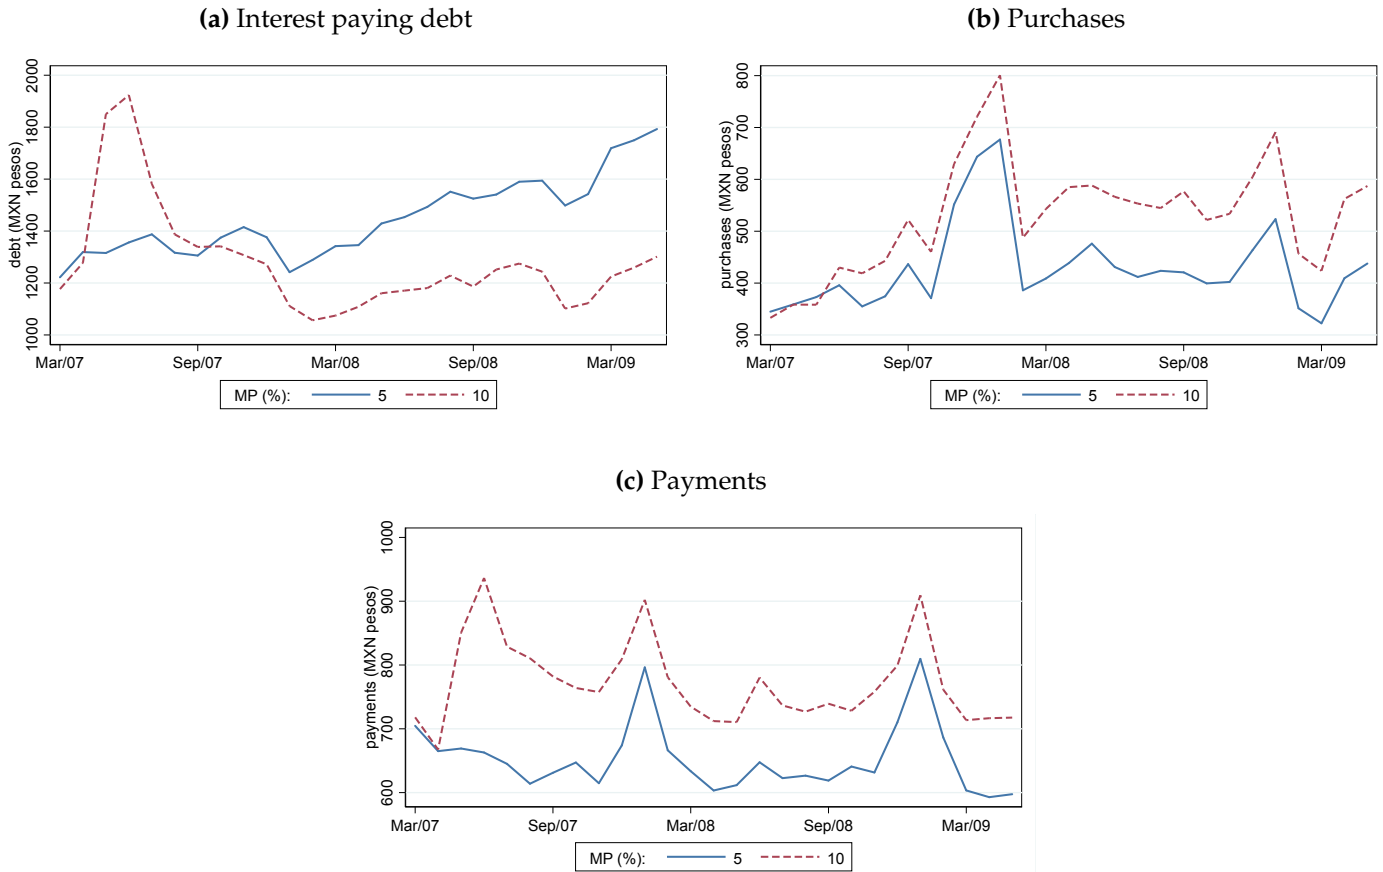 (a) Interest paying debt
debt (MXN pesos)
2000
1800
1600
1400
1200
1000
Mar/07 Sep/07 Mar/08 Sep/08 Mar/09
MP (%): 5 10
(b) Purchases
purchases (MXN pesos)
800
700
600
500
400
300
Mar/07 Sep/07 Mar/08 Sep/08 Mar/09
MP (%): 5 10
(c) Payments
payments (MXN pesos)
1000
900
800
700
600
Mar/07 Sep/07 Mar/08 Sep/08 Mar/09
MP (%): 5 10